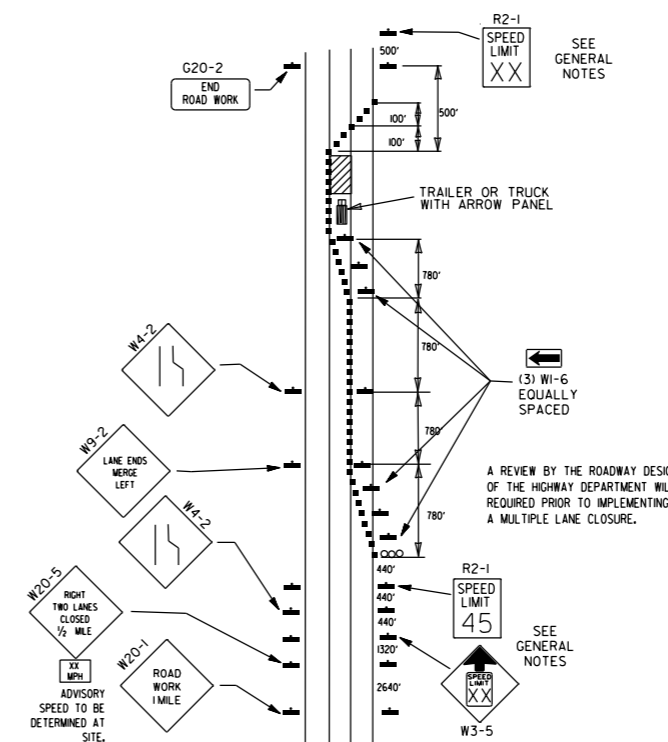 R2-1
SPEED
LIMIT
XX
SEE
GENERAL
NOTES
500'
G20-2
END
ROAD WORK
500'
100'
100'
TRAILER OR TRUCK
WITH ARROW PANEL
780'
780'
W4-2
(3) W1-6
EQUALLY
SPACED
780'
W9-2
LANE ENDS
MERGE
LEFT
A REVIEW BY THE ROADWAY DESIG
OF THE HIGHWAY DEPARTMENT WIL
REQUIRED PRIOR TO IMPLEMENTING
A MULTIPLE LANE CLOSURE.
780'
W4-2
440'
R2-1
SPEED
LIMIT
45
440'
440'
W20-5
RIGHT
TWO LANES
CLOSED
1/2 MILE
XX
MPH
ADVISORY
SPEED TO BE
DETERMINED AT
SITE.
W20-1
ROAD
WORK
1 MILE
1320'
2640'
SEE
GENERAL
NOTES
SPEED
LIMIT
XX
W3-5